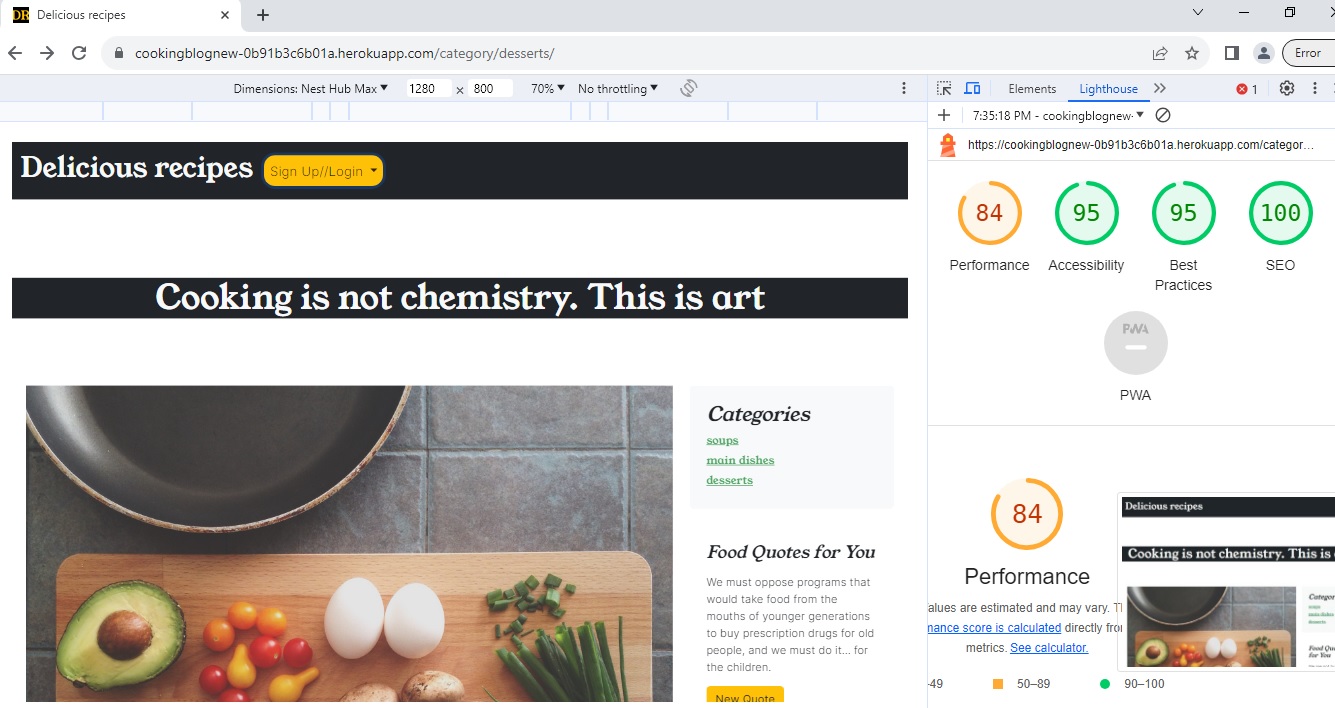 DR Delicious recipes
cookingblognew-0b91b3c6b01a.herokuapp.com/category/desserts/
Error
Dimensions: Nest Hub Max 1280 x 800 70% No throttling
Elements Lighthouse 1
7:35:18 PM - cookingblognew-
https://cookingblognew-0b91b3c6b01a.herokuapp.com/categor...
Delicious recipes Sign Up//Login
Cooking is not chemistry. This is art
Categories
soups
main dishes
desserts
Food Quotes for You
We must oppose programs that
would take food from the
mouths of younger generations
to buy prescription drugs for old
people, and we must do it... for
the children.
New Quote
84 95 95 100
Performance Accessibility Best SEO
Practices
PWA
PWA
84
Performance
alues are estimated and may vary. T
mance score is calculated directly fro
metrics. See calculator.
-49 50–89 90–100
Delicious recipes
Cooking is not chemistry. This is
Categor
soups
main dishes
desserts
Food Quo
for You